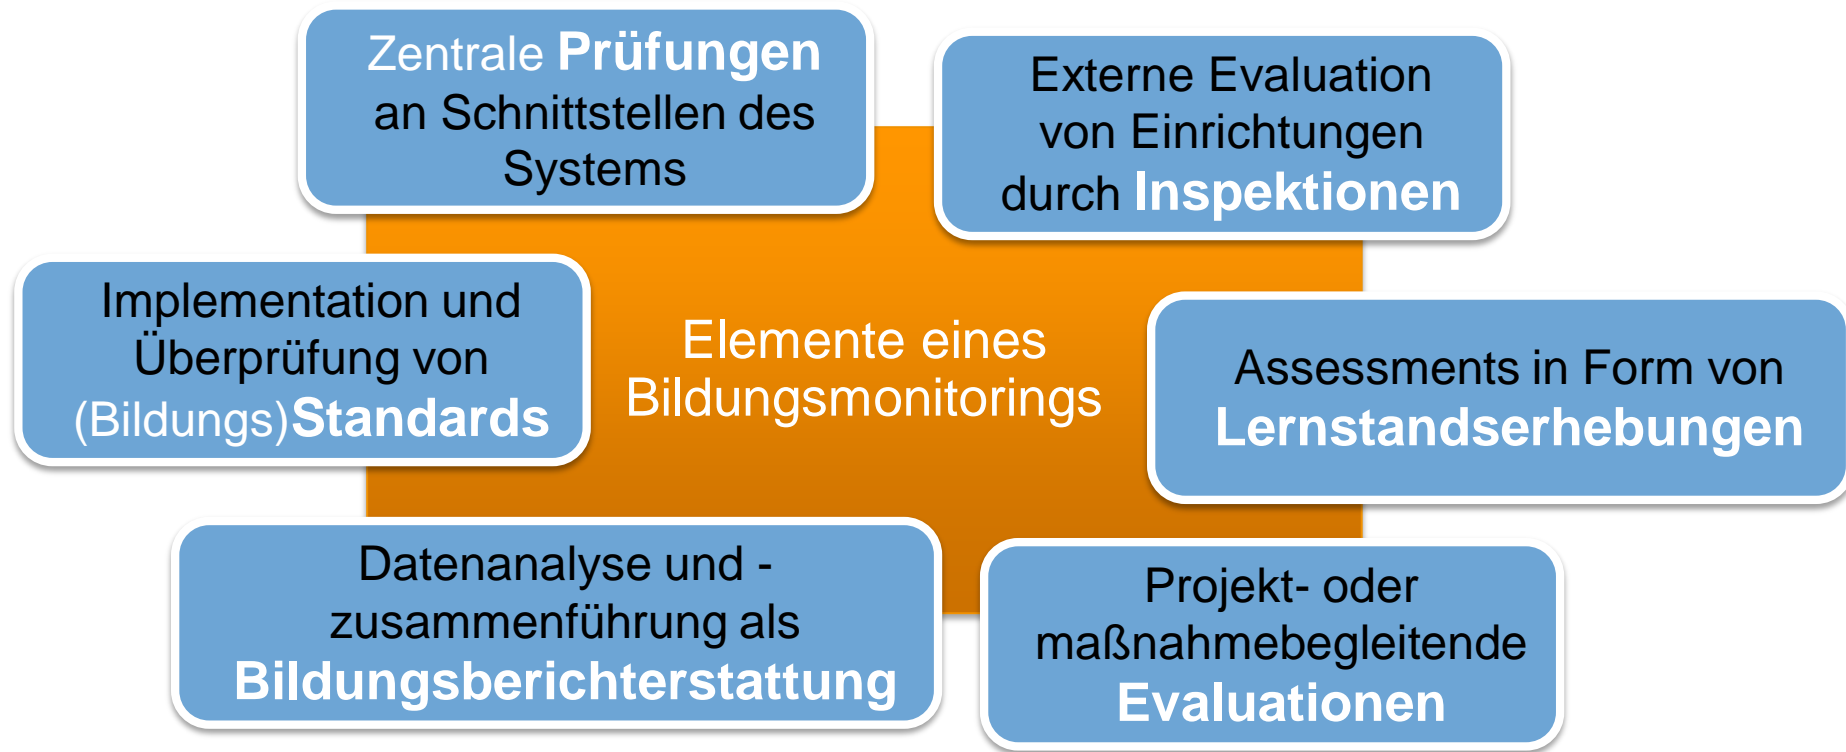 Zentrale Prüfungen
an Schnittstellen des
Systems
Externe Evaluation
von Einrichtungen
durch Inspektionen
Implementation und
Überprüfung von
(Bildungs)Standards
Elemente eines
Bildungsmonitorings
Assessments in Form von
Lernstandserhebungen
Datenanalyse und -
zusammenführung als
Bildungsberichterstattung
Projekt- oder
maßnahmebegleitende
Evaluationen